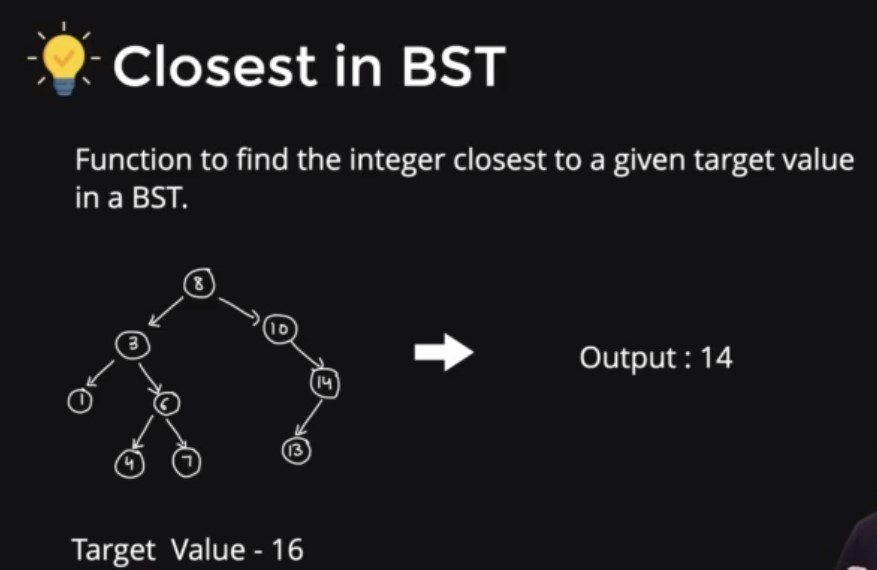 Closest in BST
Function to find the integer closest to a given target value
in a BST.
8
3
10
1
6
14
4
7
13
Output : 14
Target Value - 16